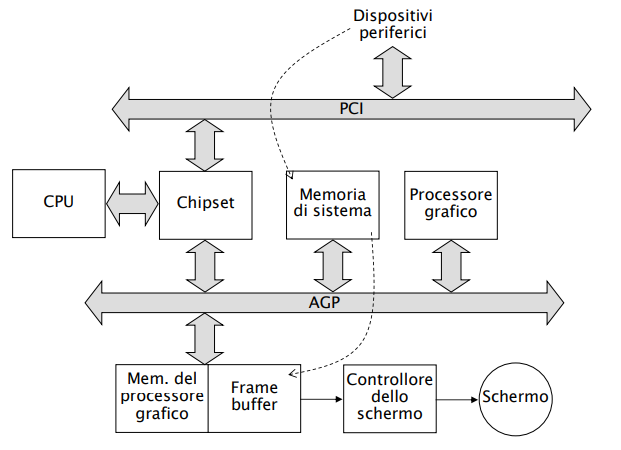 Dispositivi
periferici
PCI
CPU
Chipset
Memoria
di sistema
Processore
grafico
AGP
Mem. del
processore
grafico
Frame
buffer
Controllore
dello
schermo
Schermo